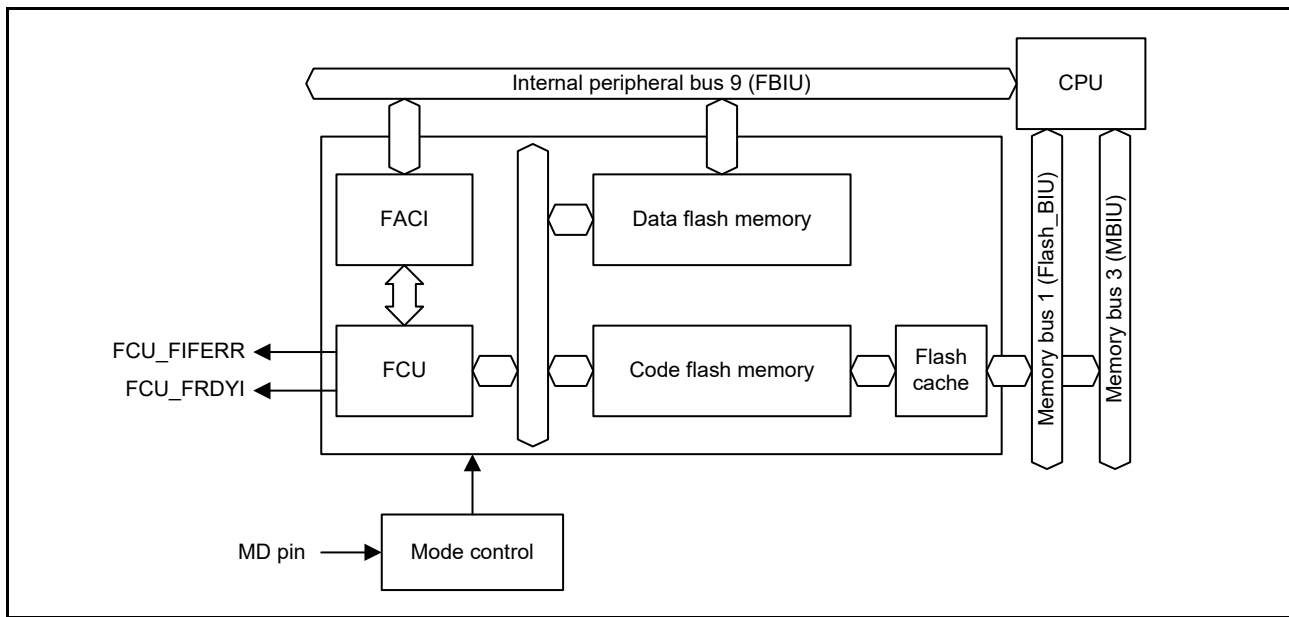 Internal peripheral bus 9 (FBIU)
CPU
FACI
Data flash memory
Memory bus 1 (Flash_BIU)
Memory bus 3 (MBIU)
FCU_FIFERR
FCU_FRDYI
FCU
Code flash memory
Flash
cache
MD pin
Mode control